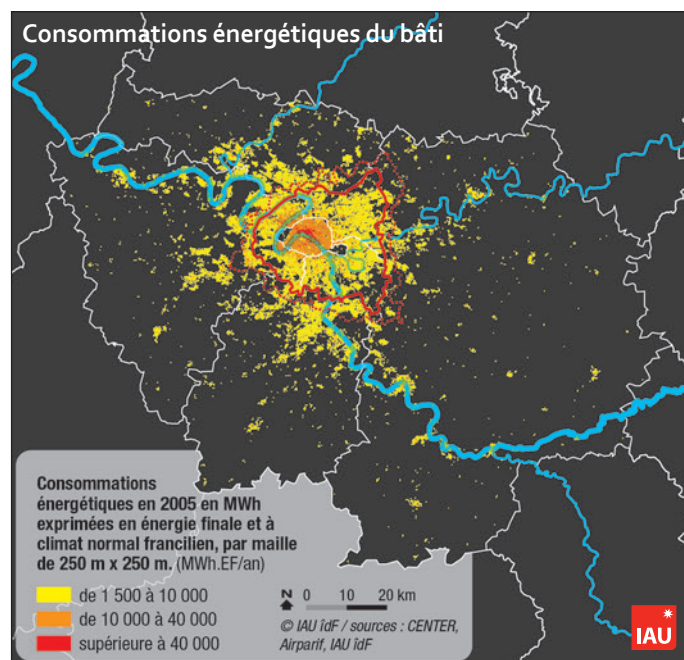 Consommations énergétiques du bâti
Consommations
énergétiques en 2005 en MWh
exprimées en énergie finale et à
climat normal francilien, par maille
de 250 m x 250 m. (MWh.EF/an)
de 1 500 à 10 000
de 10 000 à 40 000
supérieure à 40 000
N 0 10 20 km
© IAU îdF / sources : CENTER,
Airparif, IAU îdF
IAU